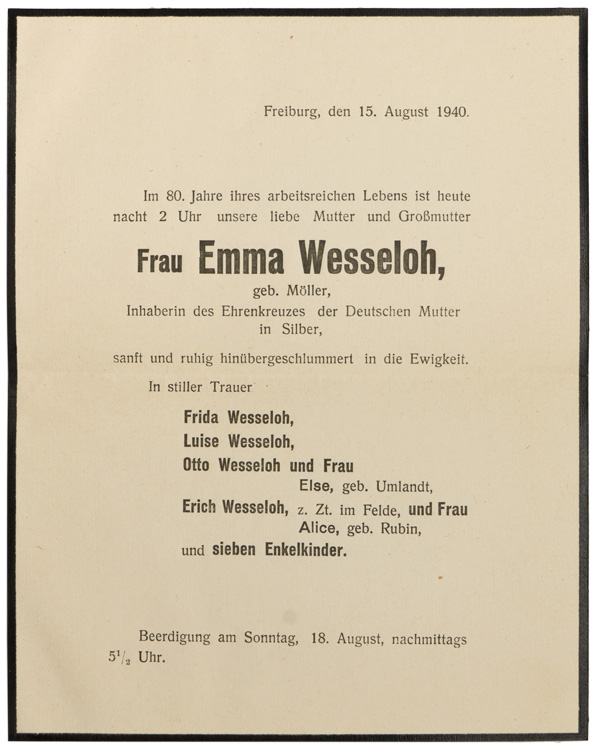 Freiburg, den 15. August 1940.
Im 80. Jahre ihres arbeitsreichen Lebens ist heute
nacht 2 Uhr unsere liebe Mutter und Großmutter
Frau Emma Wesseloh,
geb. Möller,
Inhaberin des Ehrenkreuzes der Deutschen Mutter
in Silber,
sanft und ruhig hinübergeschlummert in die Ewigkeit.
In stiller Trauer
Frida Wesseloh,
Luise Wesseloh,
Otto Wesseloh und Frau
Else, geb. Umlandt,
Erich Wesseloh, z. Zt. im Felde, und Frau
Alice, geb. Rubin,
und sieben Enkelkinder.
Beerdigung am Sonntag, 18. August, nachmittags
5½ Uhr.